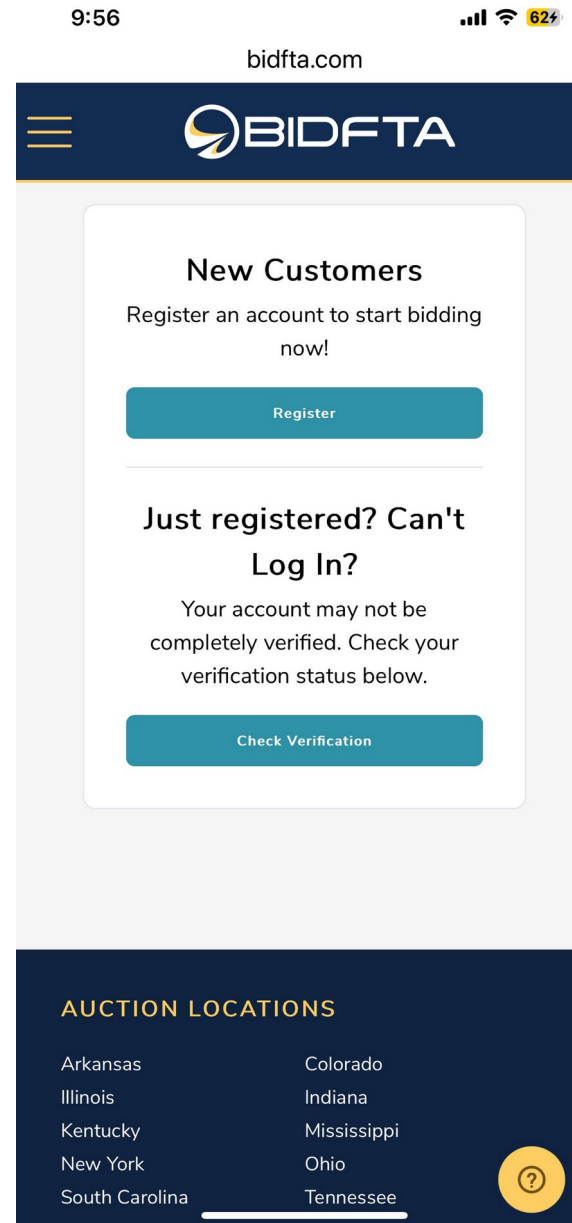 9:56
62
bidfta.com
BIDFTA
New Customers
Register an account to start bidding
now!
Register
Just registered? Can't
Log In?
Your account may not be
completely verified. Check your
verification status below.
Check Verification
AUCTION LOCATIONS
Arkansas Colorado
Illinois Indiana
Kentucky Mississippi
New York Ohio
South Carolina Tennessee
?